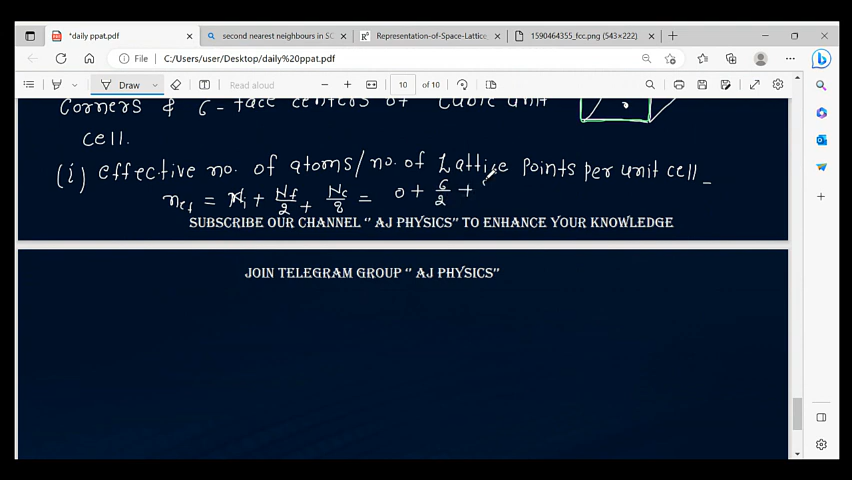 *daily ppat.pdf
second nearest neighbours in SC
Representation-of-Space-Lattice
1590464355_fcc.png (543×222)
File | C:/Users/user/Desktop/daily%20ppat.pdf
Draw
Read aloud
10 of 10
Corners & 6 - face centers of Cubic unit
cell.
(i) effective no. of atoms/no. of Lattice Points per unit cell -
nef = Ni + Nf/2 + Nc/8 = 0 + 6/2 +
SUBSCRIBE OUR CHANNEL “ AJ PHYSICS” TO ENHANCE YOUR KNOWLEDGE
JOIN TELEGRAM GROUP “ AJ PHYSICS”